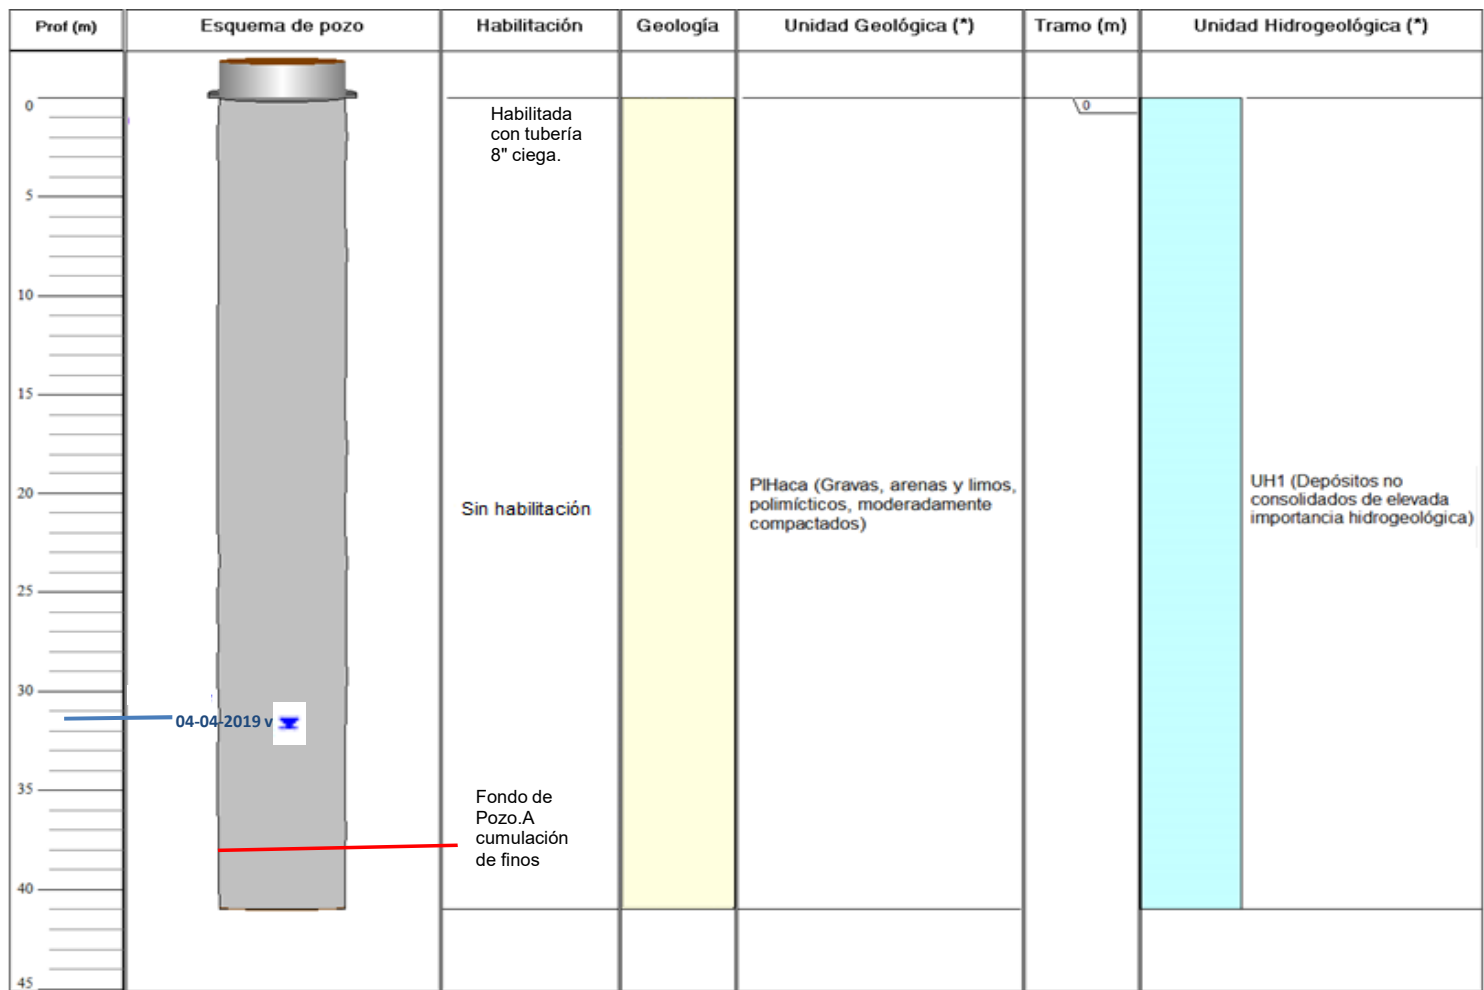 Prof (m)
Esquema de pozo
Habilitación
Geología
Unidad Geológica (*)
Tramo (m)
Unidad Hidrogeológica (*)
0
Habilitada
con tubería
8" ciega.
0
5
10
15
20
Sin habilitación
PlHaca (Gravas, arenas y limos,
polimícticos, moderadamente
compactados)
UH1 (Depósitos no
consolidados de elevada
importancia hidrogeológica)
25
30
04-04-2019 v
35
Fondo de
Pozo.A
cumulación
de finos
40
45